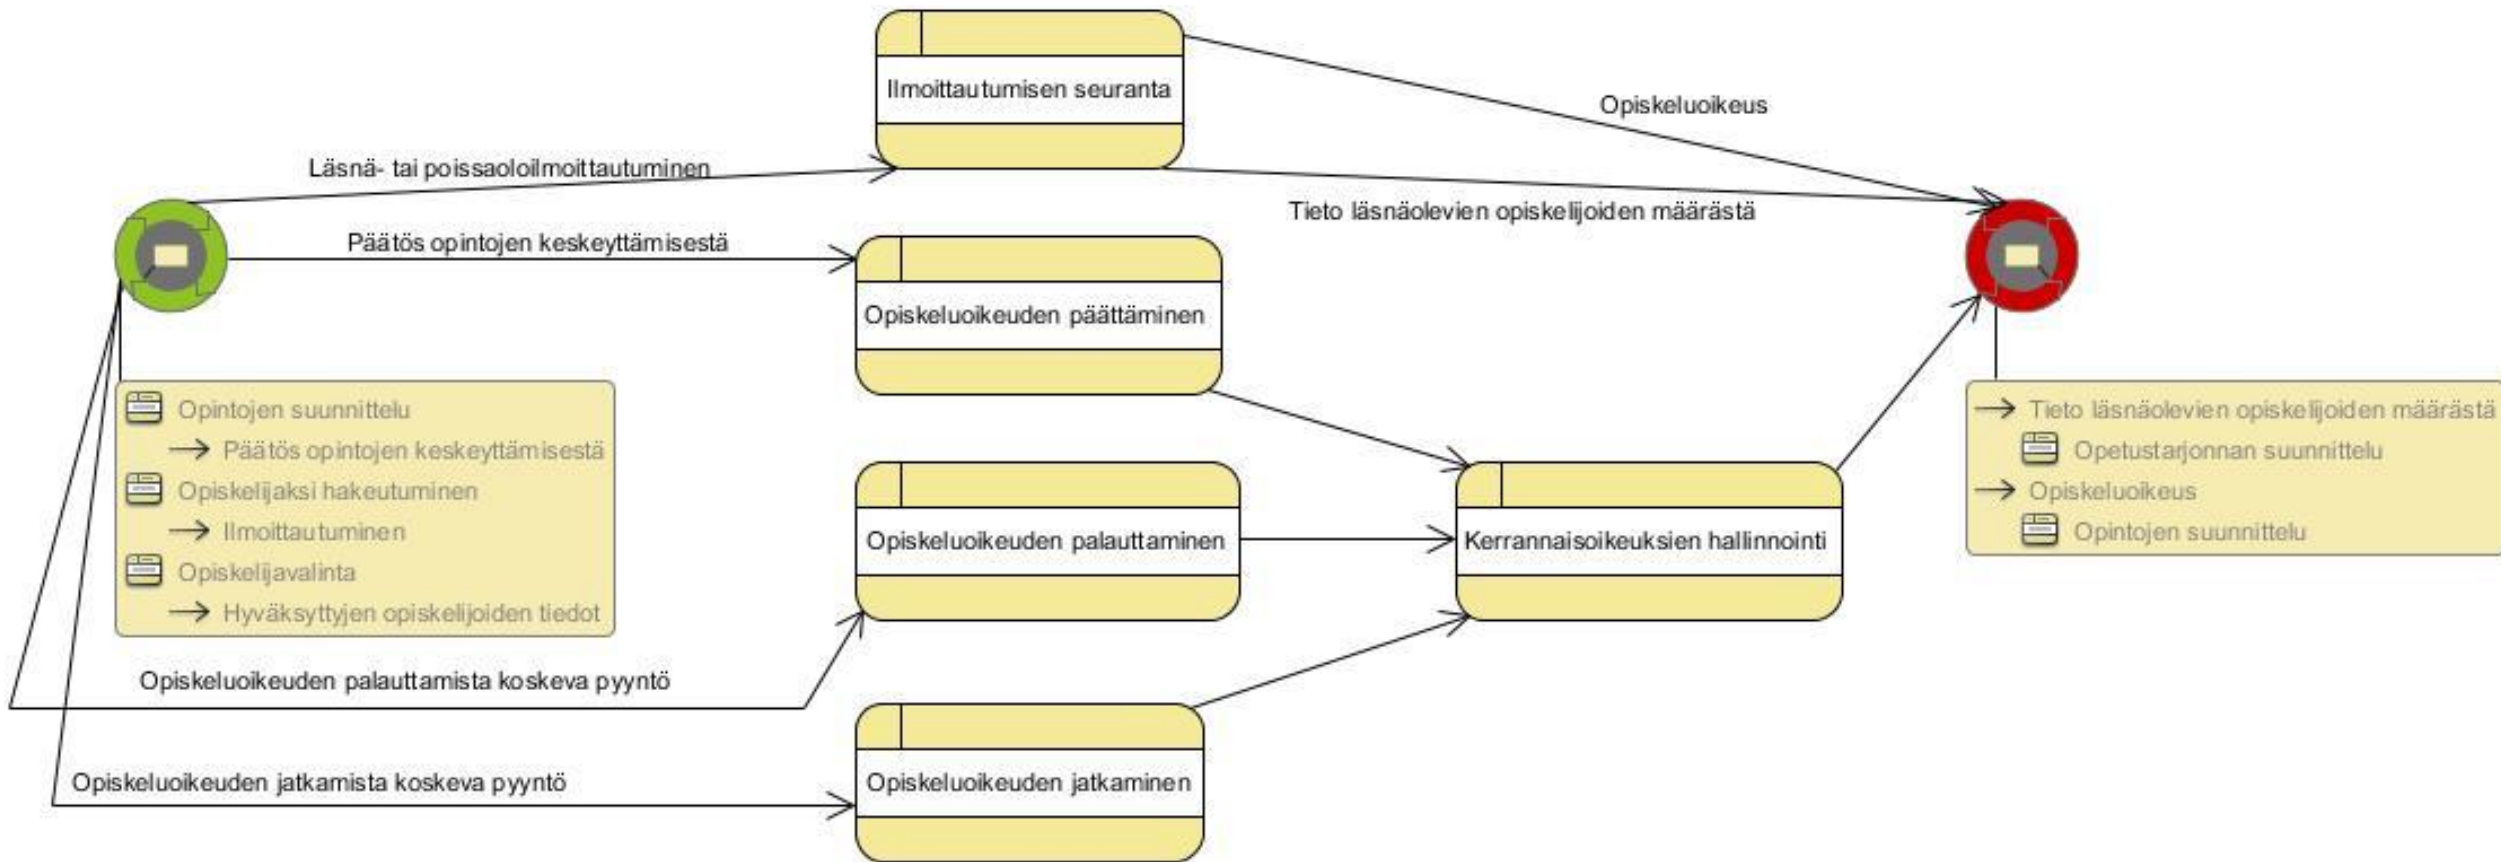 Ilmoittautumisen seuranta
Opiskeluoikeus
Läsnä- tai poissaoloilmoittautuminen
Tieto läsnäolevien opiskelijoiden määrästä
Päätös opintojen keskeyttämisestä
Opiskeluoikeuden päättäminen
Opintojen suunnittelu
Päätös opintojen keskeyttämisestä
Opiskelijaksi hakeutuminen
Ilmoittautuminen
Opiskelijavalinta
Hyväksyttyjen opiskelijoiden tiedot
Tieto läsnäolevien opiskelijoiden määrästä
Opetustarjonnan suunnittelu
Opiskeluoikeus
Opintojen suunnittelu
Opiskeluoikeuden palauttaminen
Kerrannaisoikeuksien hallinnointi
Opiskeluoikeuden palauttamista koskeva pyyntö
Opiskeluoikeuden jatkamista koskeva pyyntö
Opiskeluoikeuden jatkaminen